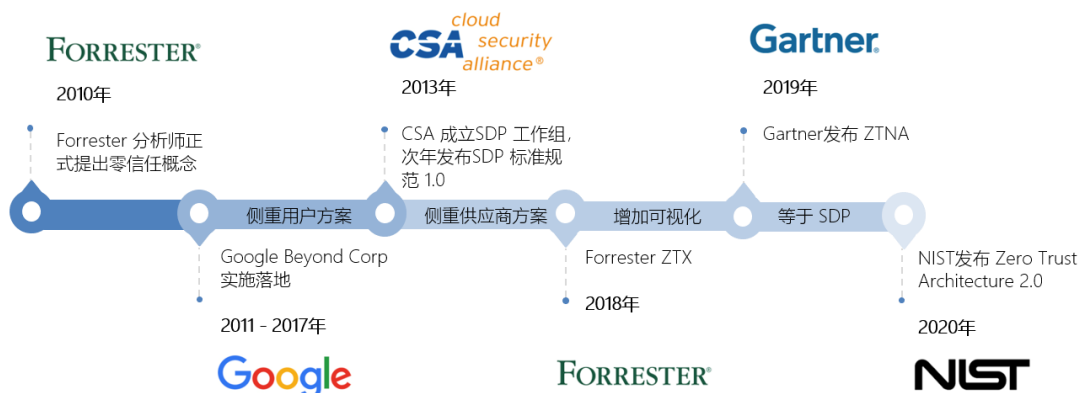 FORRESTER®
2010年
Forrester 分析师正
式提出零信任概念
侧重用户方案
Google Beyond Corp
实施落地
2011 - 2017年
Google
CSA cloud
security
alliance®
2013年
CSA 成立SDP 工作组,
次年发布SDP 标准规
范 1.0
侧重供应商方案
Forrester ZTX
2018年
FORRESTER®
增加可视化
Gartner.
2019年
Gartner发布 ZTNA
等于 SDP
NIST发布 Zero Trust
Architecture 2.0
2020年
NIST